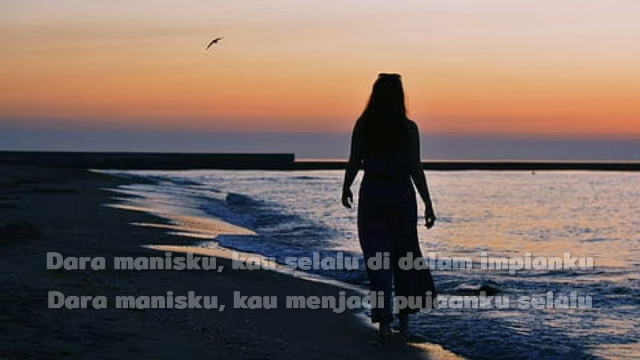 Dara manisku, kau selalu di dalam impianku
Dara manisku, kau menjadi pujaanku selalu